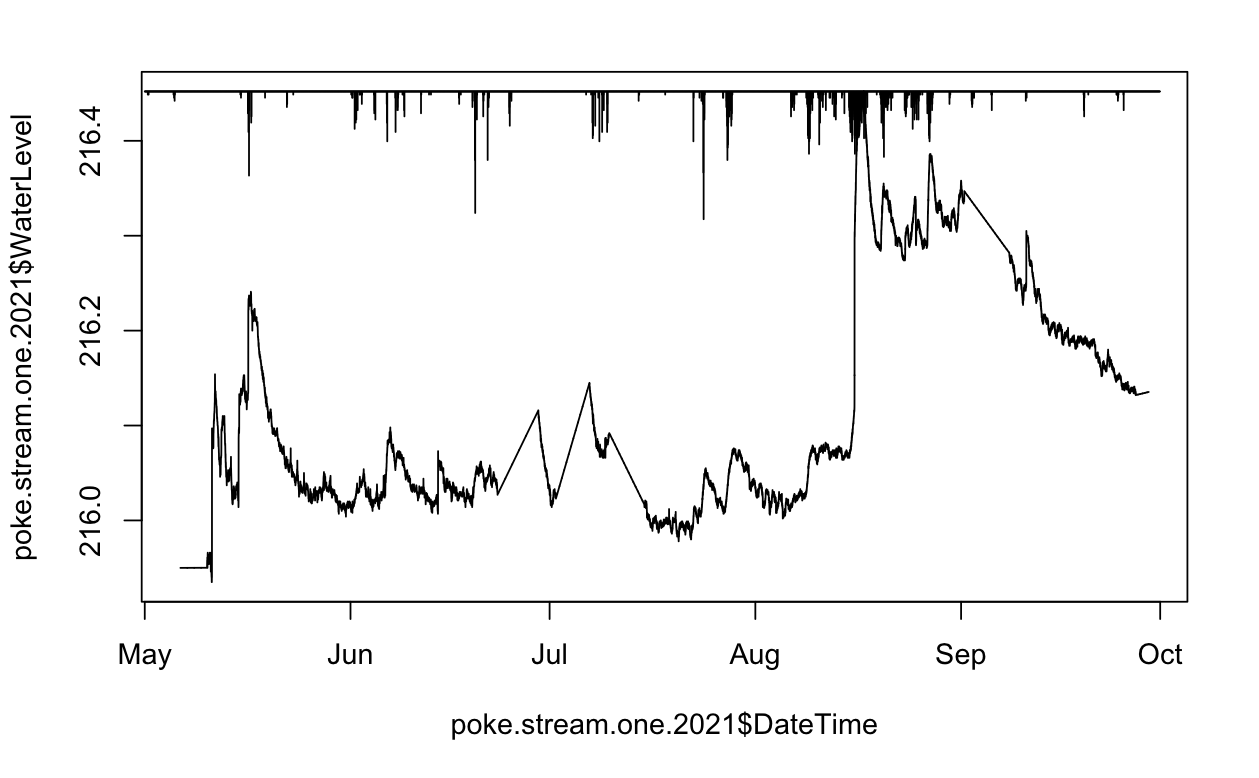 poke.stream.one.2021$WaterLevel
216.4
216.2
216.0
May Jun Jul Aug Sep Oct
poke.stream.one.2021$DateTime